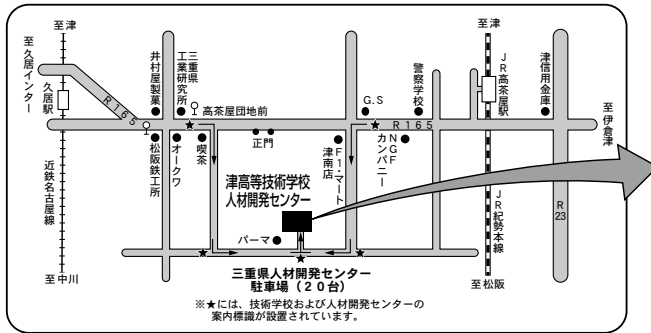 至津
至久居インター
久居駅
R165
近鉄名古屋線
至中川
井村屋製菓
三重県
工業研究所
高茶屋団地前
松阪鉄工所
オークワ
喫茶
正門
津高等技術学校
人材開発センター
パーマ
G.S
警察学校
R165
F1・マート
津南店
NGF
カンパニー
至津
JR高茶屋駅
JR紀勢本線
至松阪
津信用金庫
至伊倉津
R23
三重県人材開発センター
駐車場（20台）
※★には、技術学校および人材開発センターの
案内標識が設置されています。